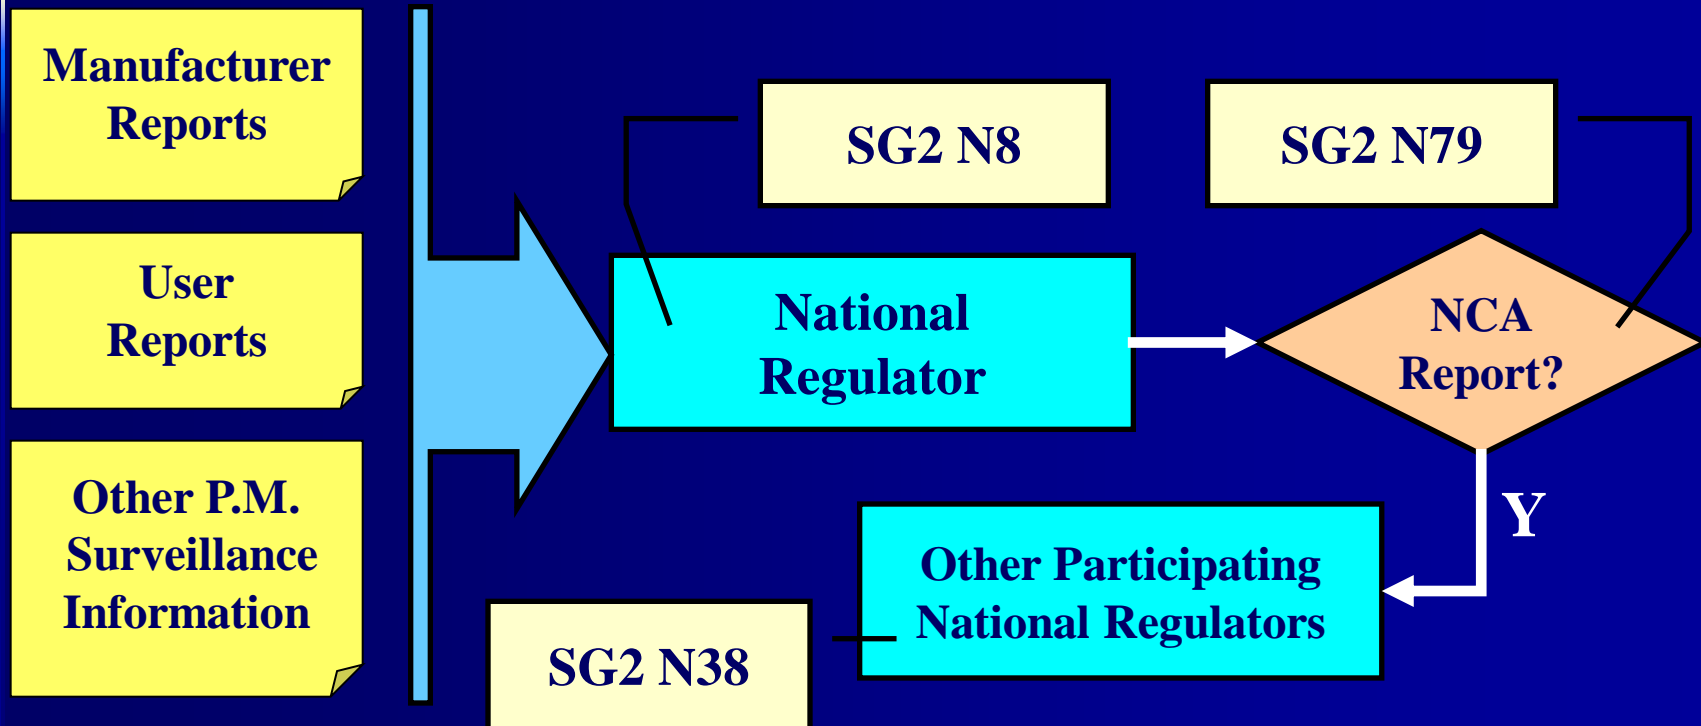 Manufacturer
Reports
User
Reports
Other P.M.
Surveillance
Information
SG2 N8
SG2 N79
National
Regulator
NCA
Report?
Y
Other Participating
National Regulators
SG2 N38